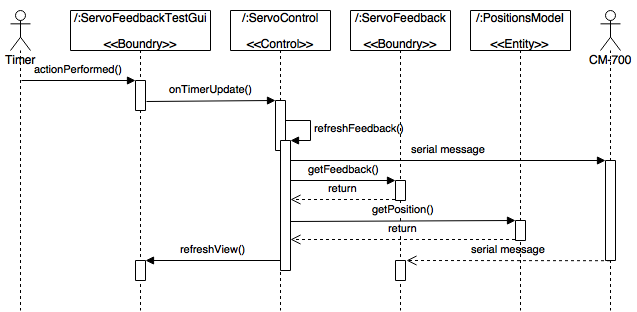 /:ServoFeedbackTestGui
<<Boundry>>
/:ServoControl
<<Control>>
/:ServoFeedback
<<Boundry>>
/:PositionsModel
<<Entity>>
Timer
CM-700
actionPerformed()
onTimerUpdate()
refreshFeedback()
serial message
getFeedback()
return
getPosition()
return
refreshView()
serial message